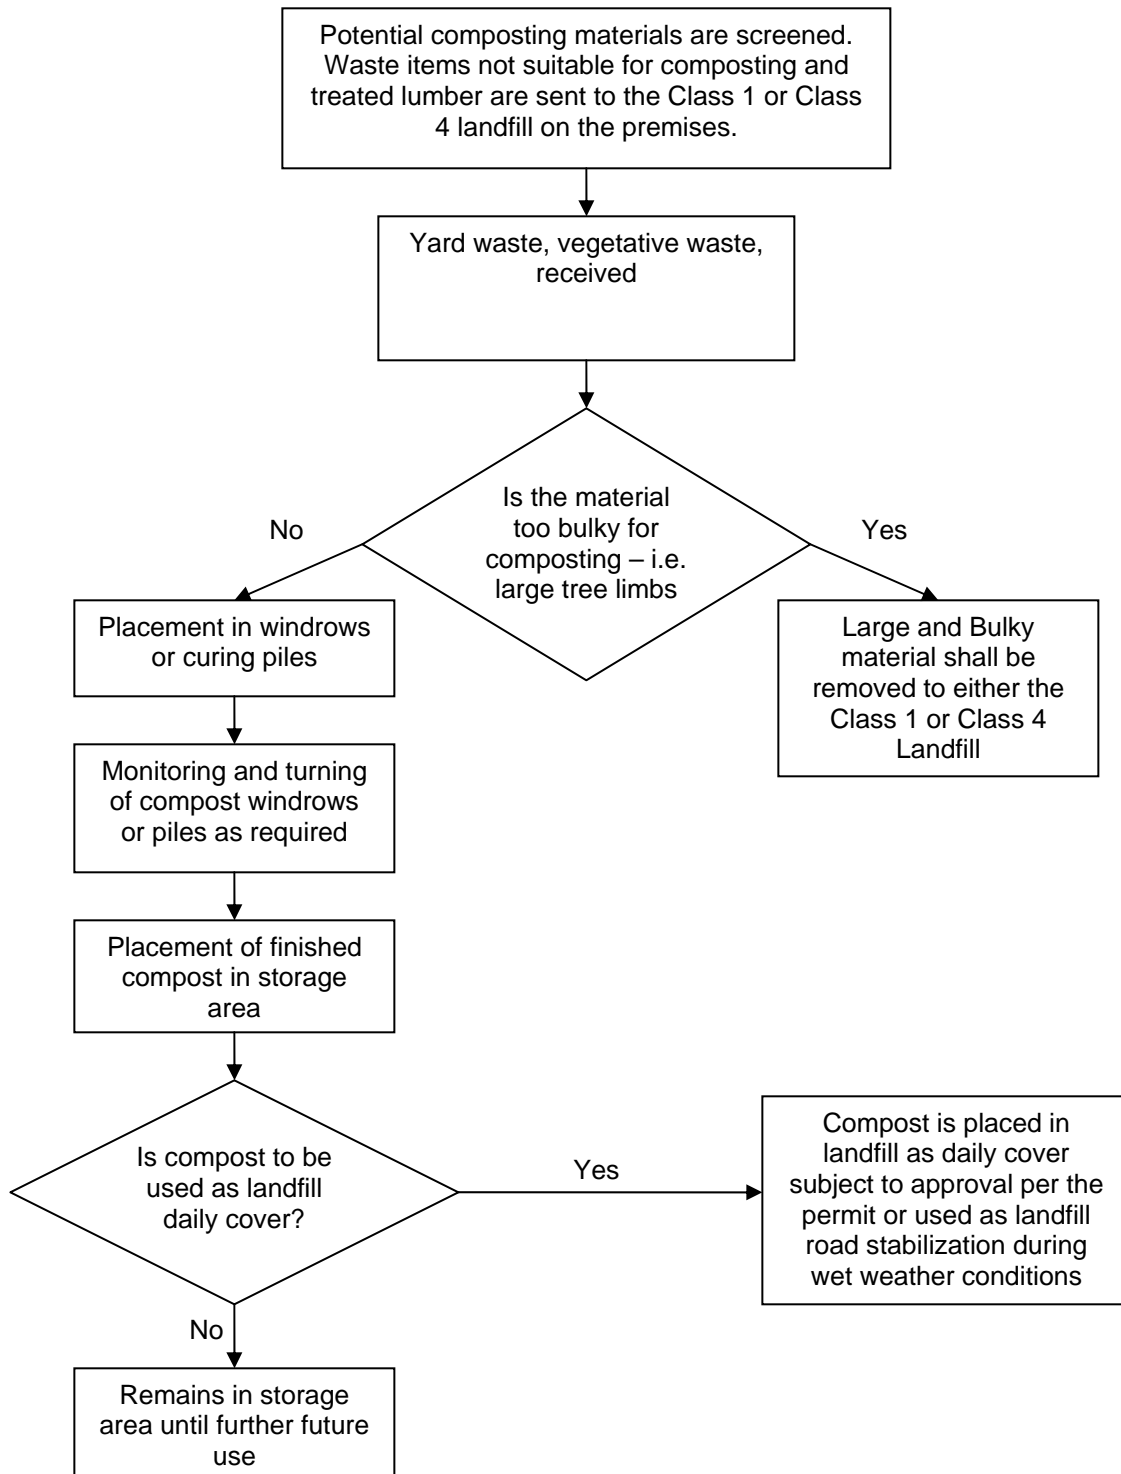 Potential composting materials are screened.
Waste items not suitable for composting and
treated lumber are sent to the Class 1 or Class
4 landfill on the premises.
Yard waste, vegetative waste,
received
Is the material
too bulky for
composting – i.e.
large tree limbs
No
Yes
Placement in windrows
or curing piles
Large and Bulky
material shall be
removed to either the
Class 1 or Class 4
Landfill
Monitoring and turning
of compost windrows
or piles as required
Placement of finished
compost in storage
area
Is compost to be
used as landfill
daily cover?
Yes
Compost is placed in
landfill as daily cover
subject to approval per the
permit or used as landfill
road stabilization during
wet weather conditions
No
Remains in storage
area until further future
use